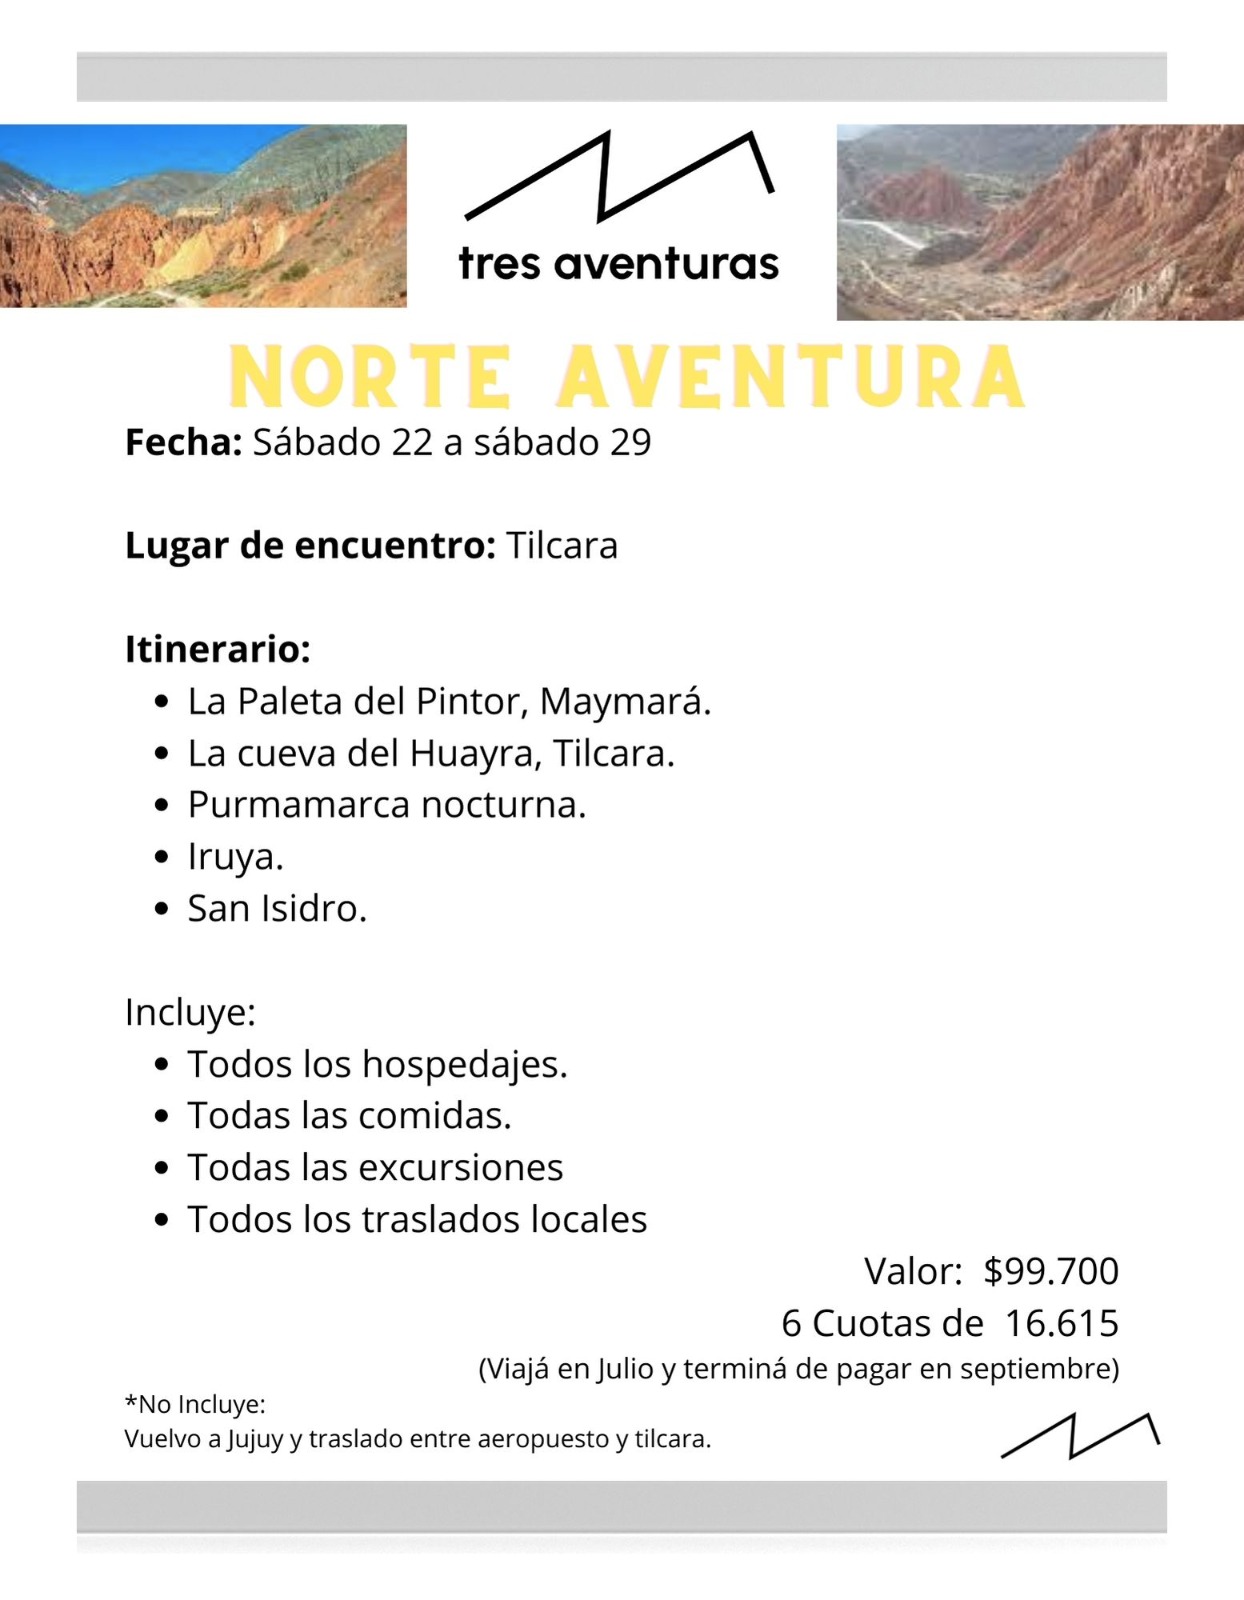 tres aventuras
NORTE AVENTURA
Fecha: Sábado 22 a sábado 29
Lugar de encuentro: Tilcara
Itinerario:
• La Paleta del Pintor, Maymará.
• La cueva del Huayra, Tilcara.
• Purmamarca nocturna.
• Iruya.
• San Isidro.
Incluye:
• Todos los hospedajes.
• Todas las comidas.
• Todas las excursiones
• Todos los traslados locales
Valor: $99.700
6 Cuotas de 16.615
(Viajá en Julio y terminá de pagar en septiembre)
*No Incluye:
Vuelvo a Jujuy y traslado entre aeropuesto y tilcara.